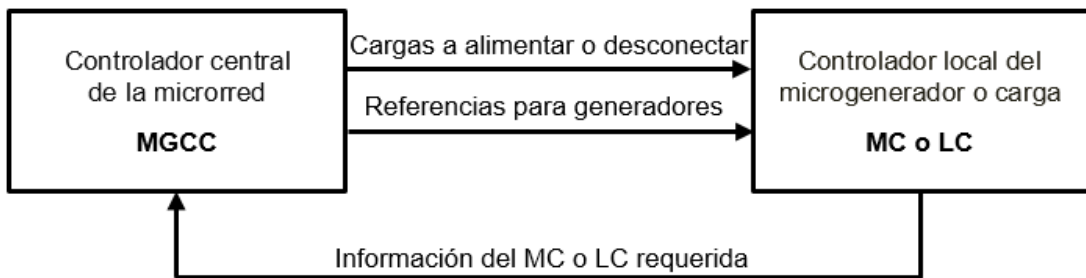 Controlador central
de la microrred
MGCC
Cargas a alimentar o desconectar
Referencias para generadores
Controlador local del
microgenerador o carga
MC o LC
Información del MC o LC requerida